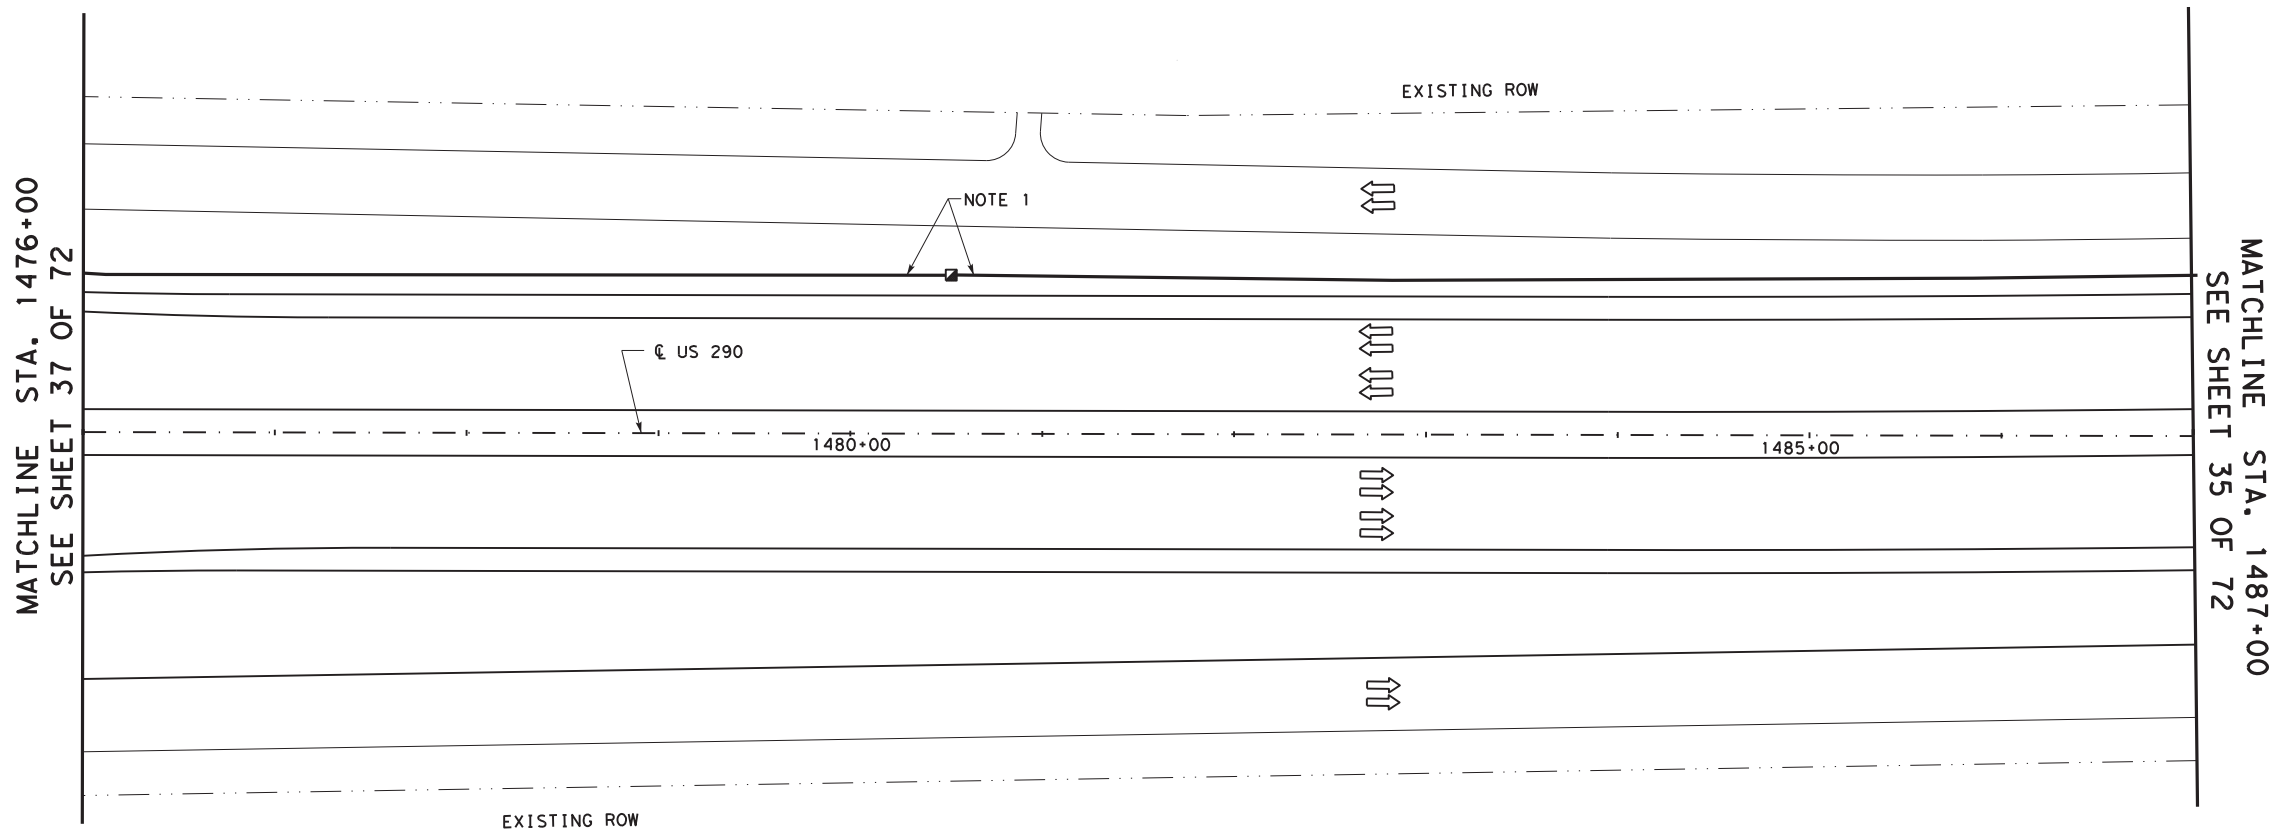 EXISTING ROW
NOTE 1
MATCHLINE STA. 1476+00
SEE SHEET 37 OF 72
℄ US 290
1480+00
1485+00
MATCHLINE STA. 1487+00
SEE SHEET 35 OF 72
EXISTING ROW